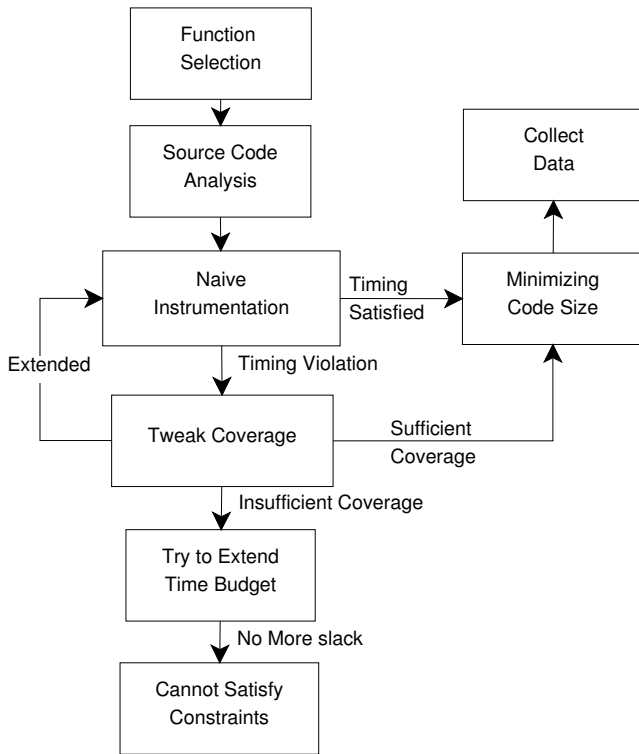 Function
Selection
Source Code
Analysis
Collect
Data
Naive
Instrumentation
Timing
Satisfied
Minimizing
Code Size
Extended
Timing Violation
Tweak Coverage
Sufficient
Coverage
Insufficient Coverage
Try to Extend
Time Budget
No More slack
Cannot Satisfy
Constraints